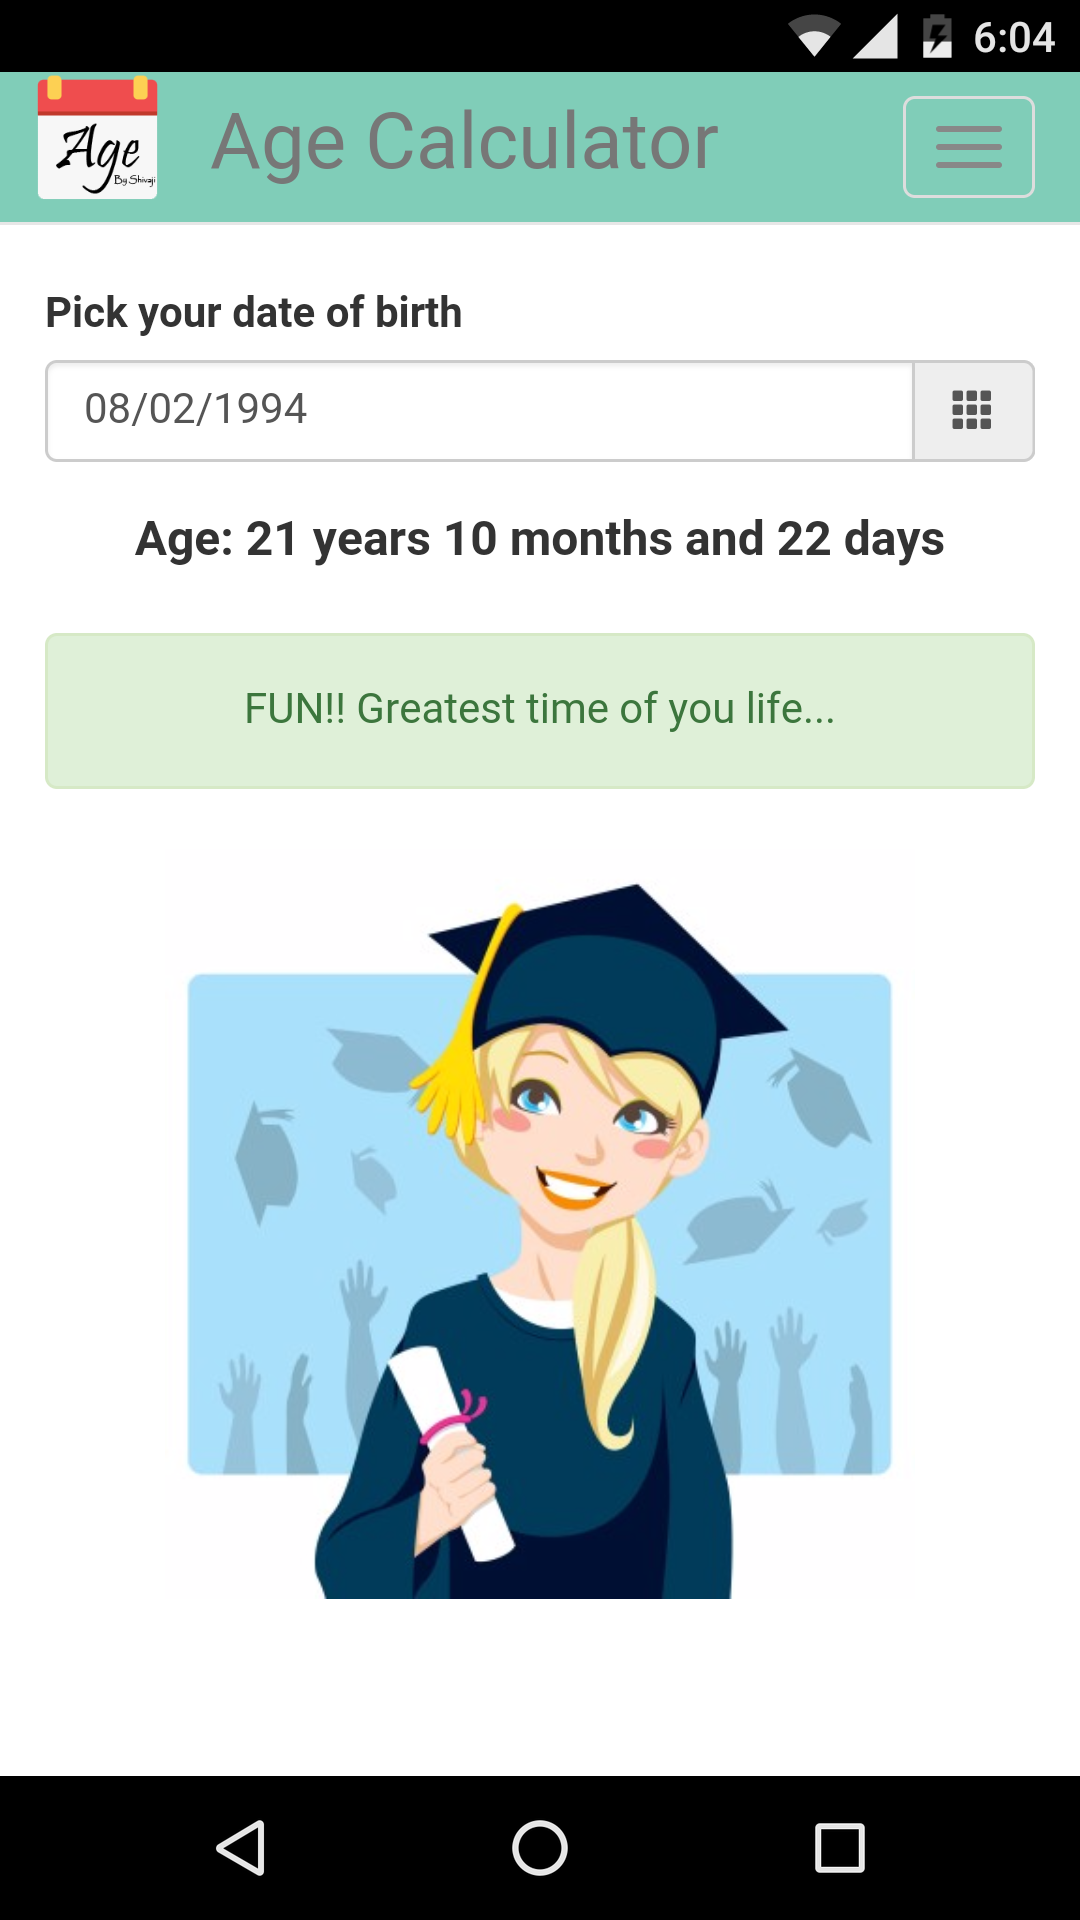 6:04
Age
By Shivaji
Age Calculator
Pick your date of birth
08/02/1994
Age: 21 years 10 months and 22 days
FUN!! Greatest time of you life...